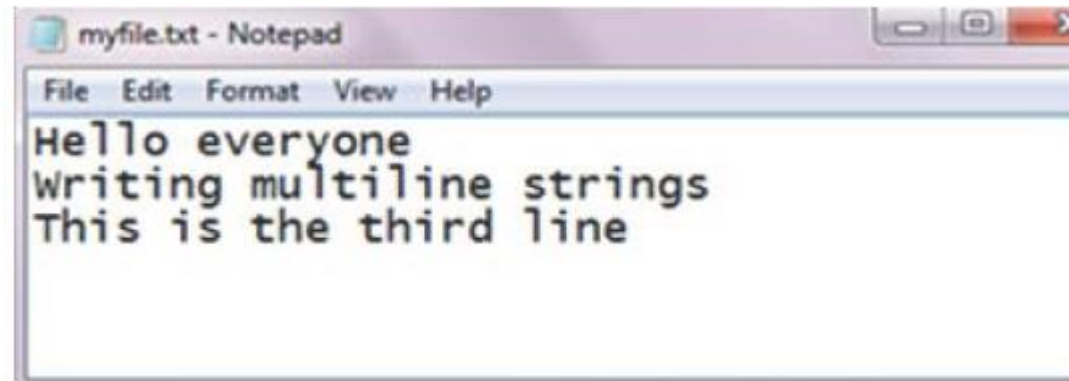 myfile.txt - Notepad
File Edit Format View Help
Hello everyone
Writing multiline strings
This is the third line